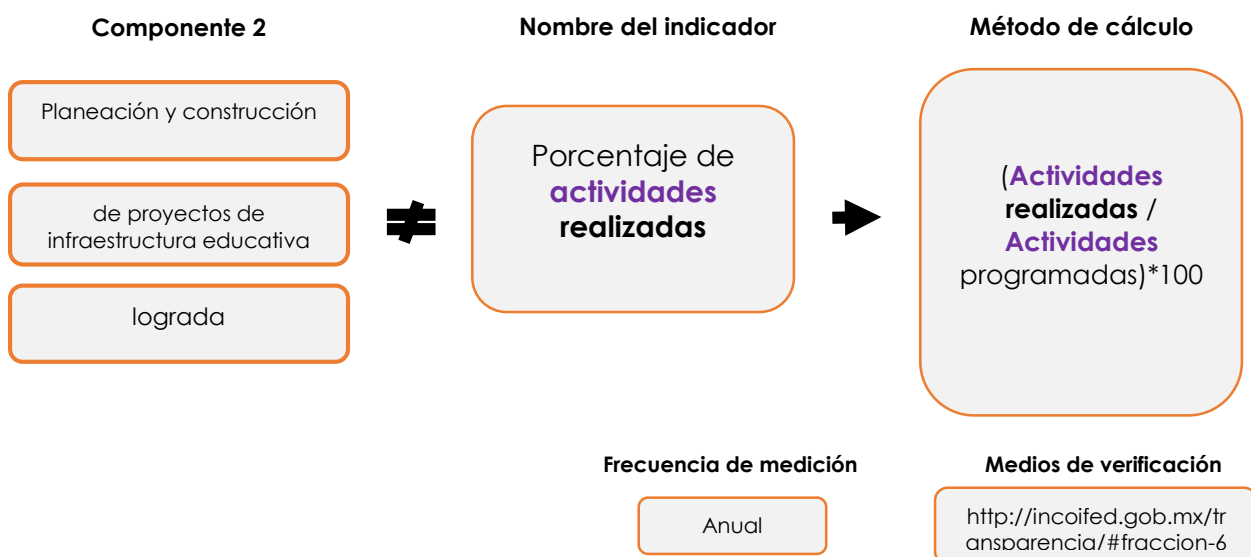 Componente 2
Planeación y construcción
de proyectos de
infraestructura educativa
lograda
Nombre del indicador
Porcentaje de
actividades
realizadas
Método de cálculo
(Actividades
realizadas /
Actividades
programadas)*100
Frecuencia de medición
Anual
Medios de verificación
http://incoifed.gob.mx/tr
ansparencia/#fraccion-6